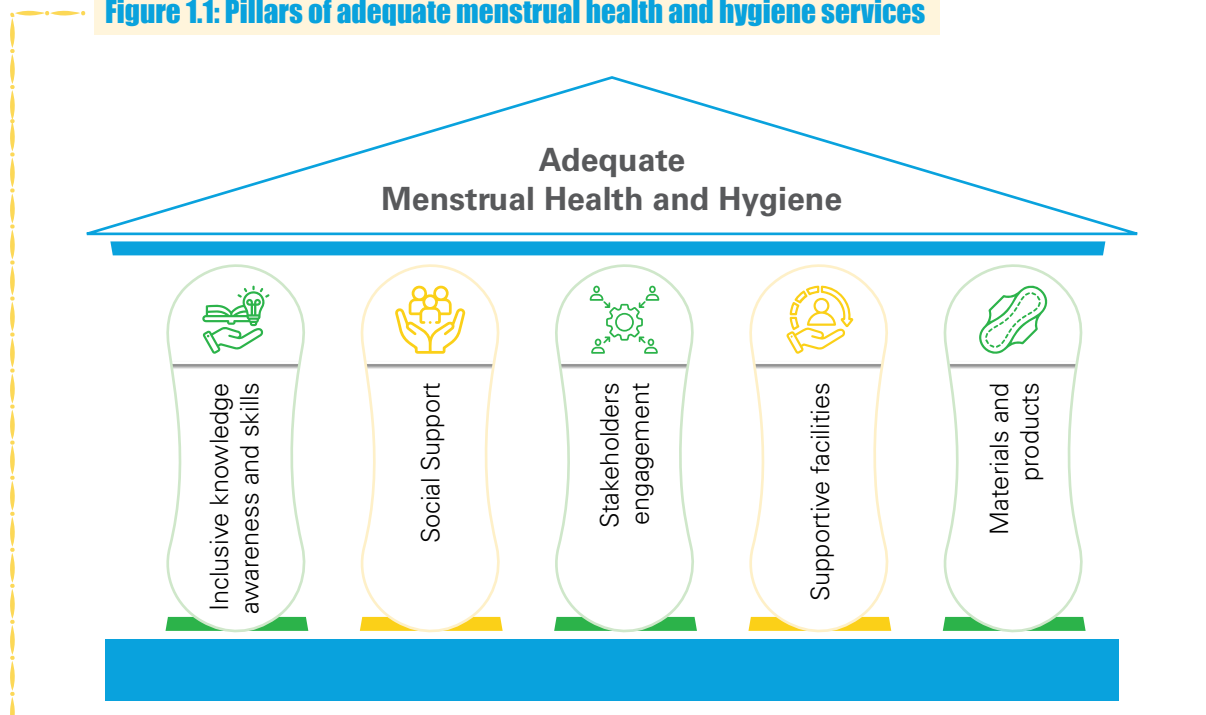 Figure 1.1: Pillars of adequate menstrual health and hygiene services
Adequate
Menstrual Health and Hygiene
Inclusive knowledge
awareness and skills
Social Support
Stakeholders
engagement
Supportive facilities
Materials and
products